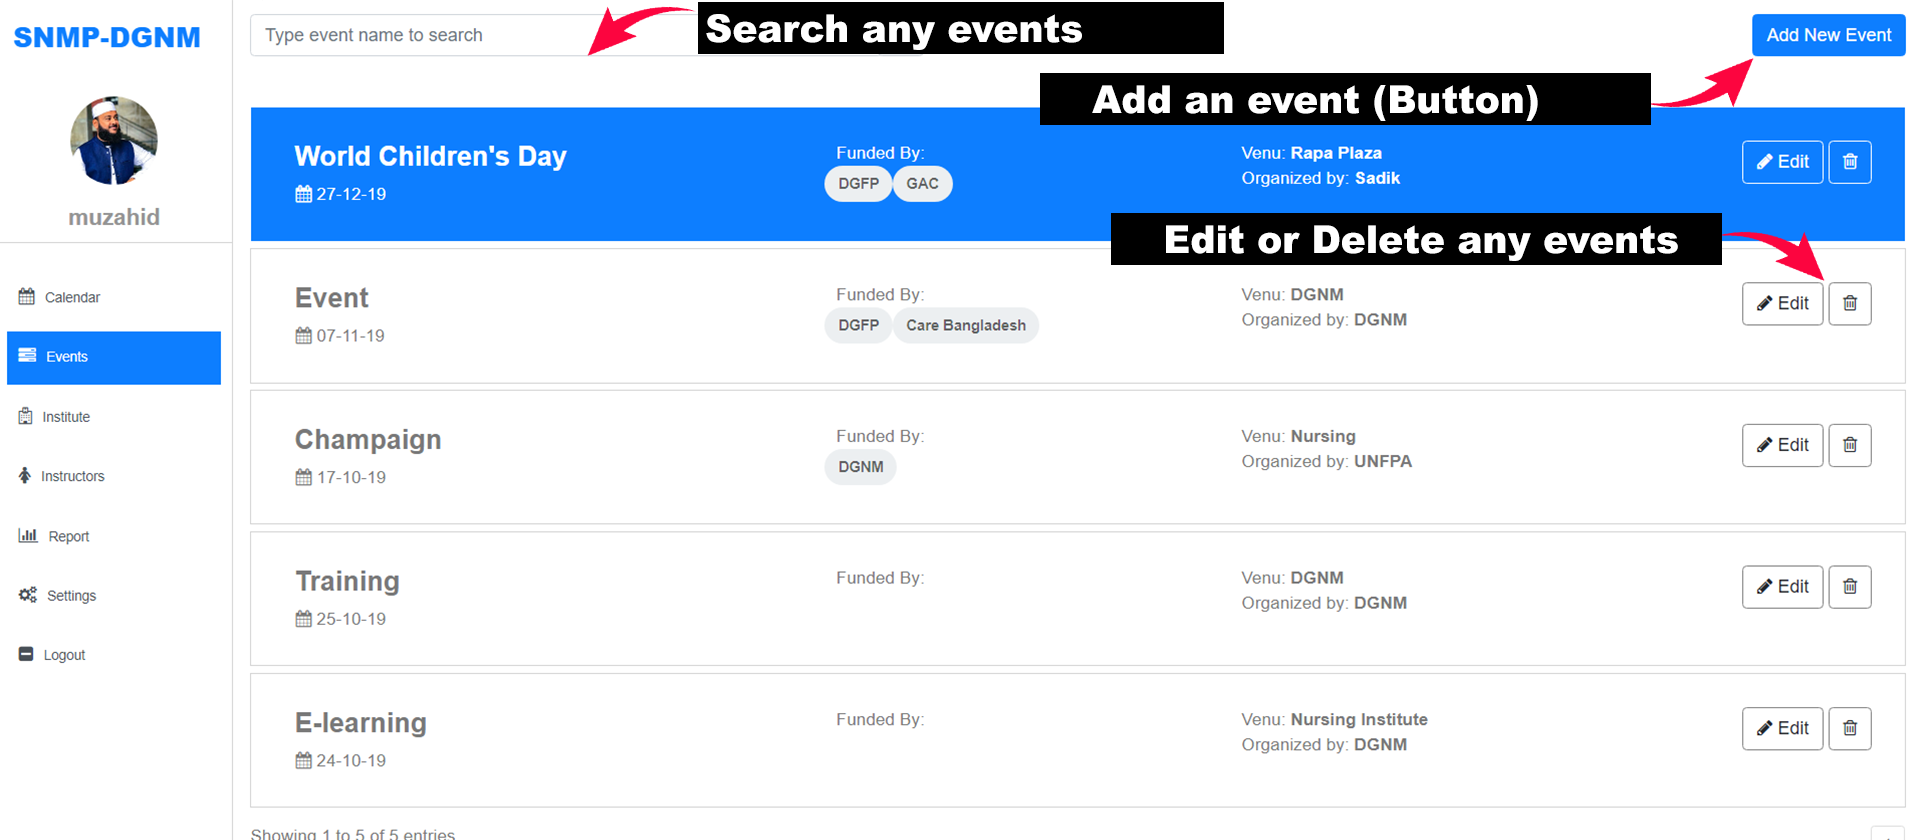 SNMP-DGNM
muzahid
Calendar
Events
Institute
Instructors
Report
Settings
Logout
Type event name to search
Search any events
Add New Event
Add an event (Button)
World Children's Day
27-12-19
Funded By:
DGFP GAC
Venu: Rapa Plaza
Organized by: Sadik
Edit
Edit or Delete any events
Event
07-11-19
Funded By:
DGFP Care Bangladesh
Venu: DGNM
Organized by: DGNM
Edit
Champaign
17-10-19
Funded By:
DGNM
Venu: Nursing
Organized by: UNFPA
Edit
Training
25-10-19
Funded By:
Venu: DGNM
Organized by: DGNM
Edit
E-learning
24-10-19
Funded By:
Venu: Nursing Institute
Organized by: DGNM
Edit
Showing 1 to 5 of 5 entries